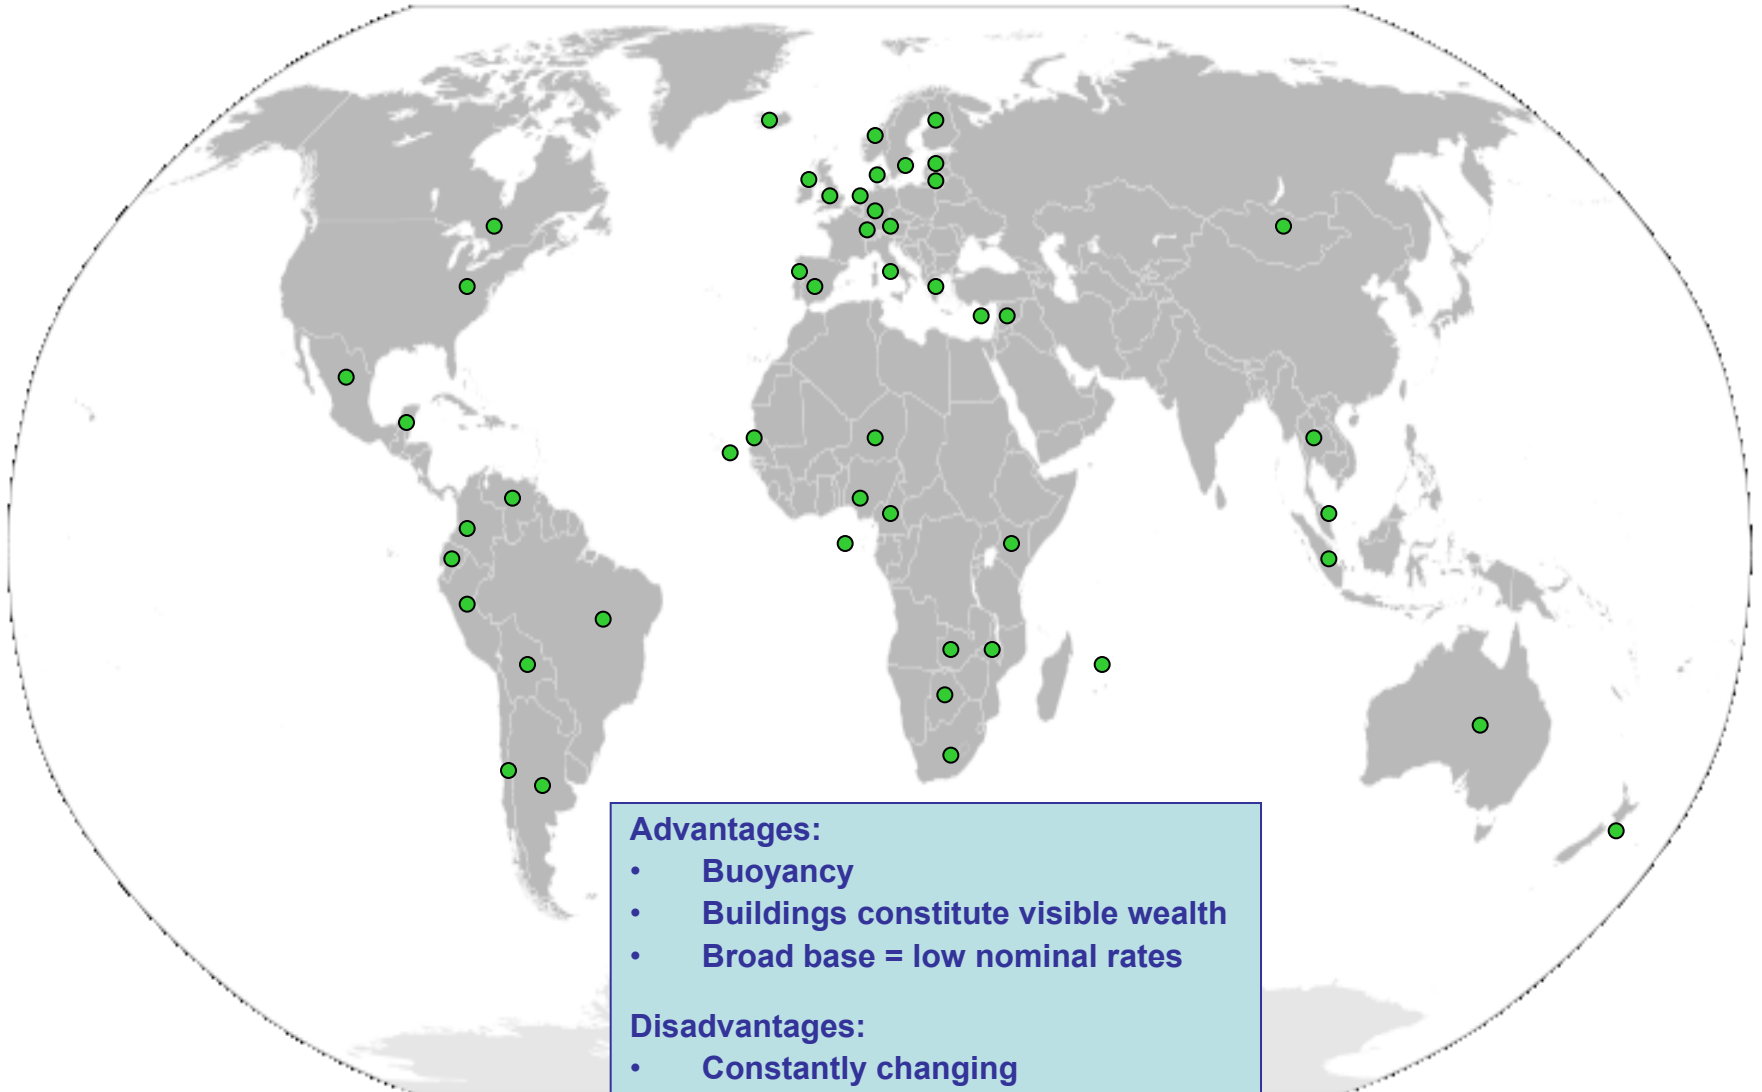 Advantages:
• Buoyancy
• Buildings constitute visible wealth
• Broad base = low nominal rates
Disadvantages:
• Constantly changing